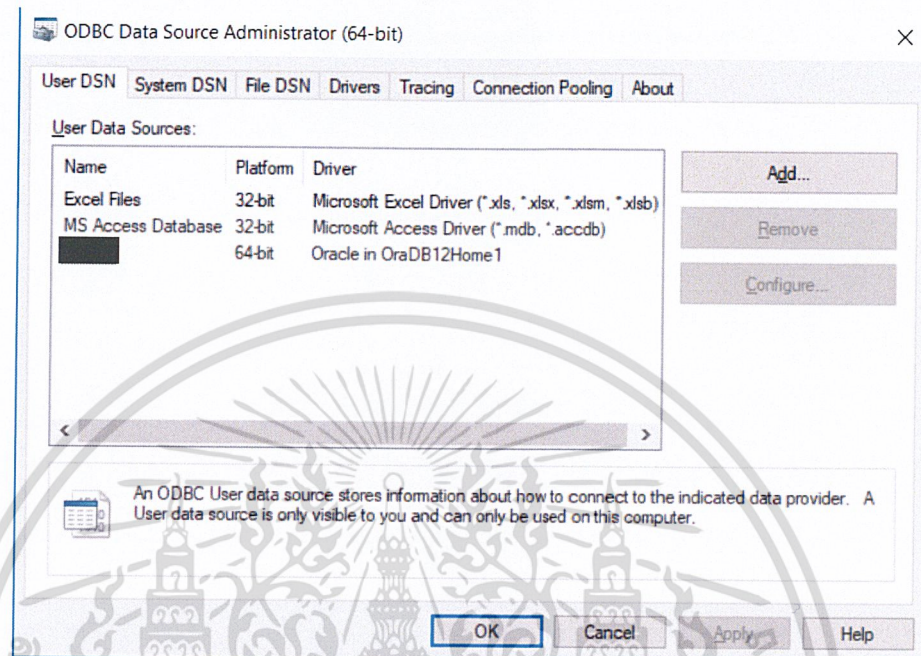 ODBC Data Source Administrator (64-bit)
User DSN System DSN File DSN Drivers Tracing Connection Pooling About
User Data Sources:
Name Platform Driver
Excel Files 32-bit Microsoft Excel Driver (*.xls, *.xlsx, *.xlsm, *.xlsb)
MS Access Database 32-bit Microsoft Access Driver (*.mdb, *.accdb)
64-bit Oracle in OraDB12Home1
Add...
Remove
Configure...
An ODBC User data source stores information about how to connect to the indicated data provider. A
User data source is only visible to you and can only be used on this computer.
OK Cancel Apply Help